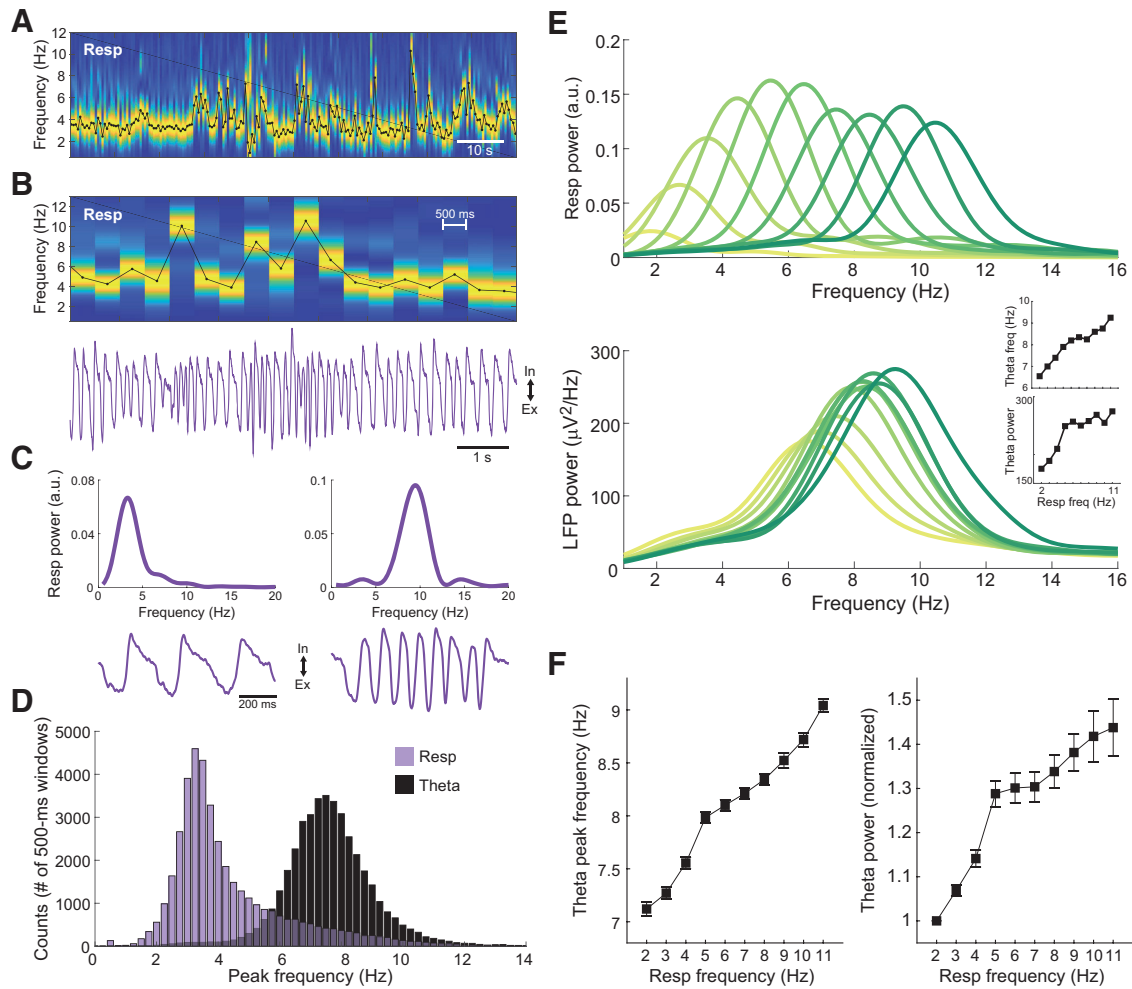 A
Resp
Frequency (Hz)
12
10
8
6
4
2
10 s
B
Resp
Frequency (Hz)
12
10
8
6
4
2
500 ms
In
Ex
1 s
C
Resp power (a.u.)
0.08
0.04
0
0 5 10 15 20
Frequency (Hz)
0.1
0.05
0
0 5 10 15 20
Frequency (Hz)
In
Ex
200 ms
D
Counts (# of 500-ms windows)
5000
4000
3000
2000
1000
0
Resp
Theta
0 2 4 6 8 10 12 14
Peak frequency (Hz)
E
Resp power (a.u.)
0.2
0.15
0.1
0.05
0
2 4 6 8 10 12 14 16
Frequency (Hz)
LFP power (μV²/Hz)
300
200
100
0
2 4 6 8 10 12 14 16
Frequency (Hz)
Theta freq (Hz)
10
9
8
7
6
Theta power
300
150
2 11
Resp freq (Hz)
F
Theta peak frequency (Hz)
9
8.5
8
7.5
7
2 3 4 5 6 7 8 9 10 11
Resp frequency (Hz)
Theta power (normalized)
1.5
1.4
1.3
1.2
1.1
1
2 3 4 5 6 7 8 9 10 11
Resp frequency (Hz)